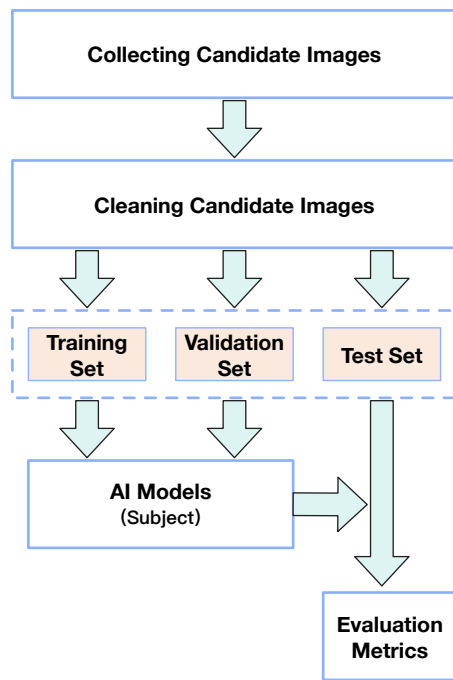 Collecting Candidate Images
Cleaning Candidate Images
Training
Set
Validation
Set
Test Set
AI Models
(Subject)
Evaluation
Metrics